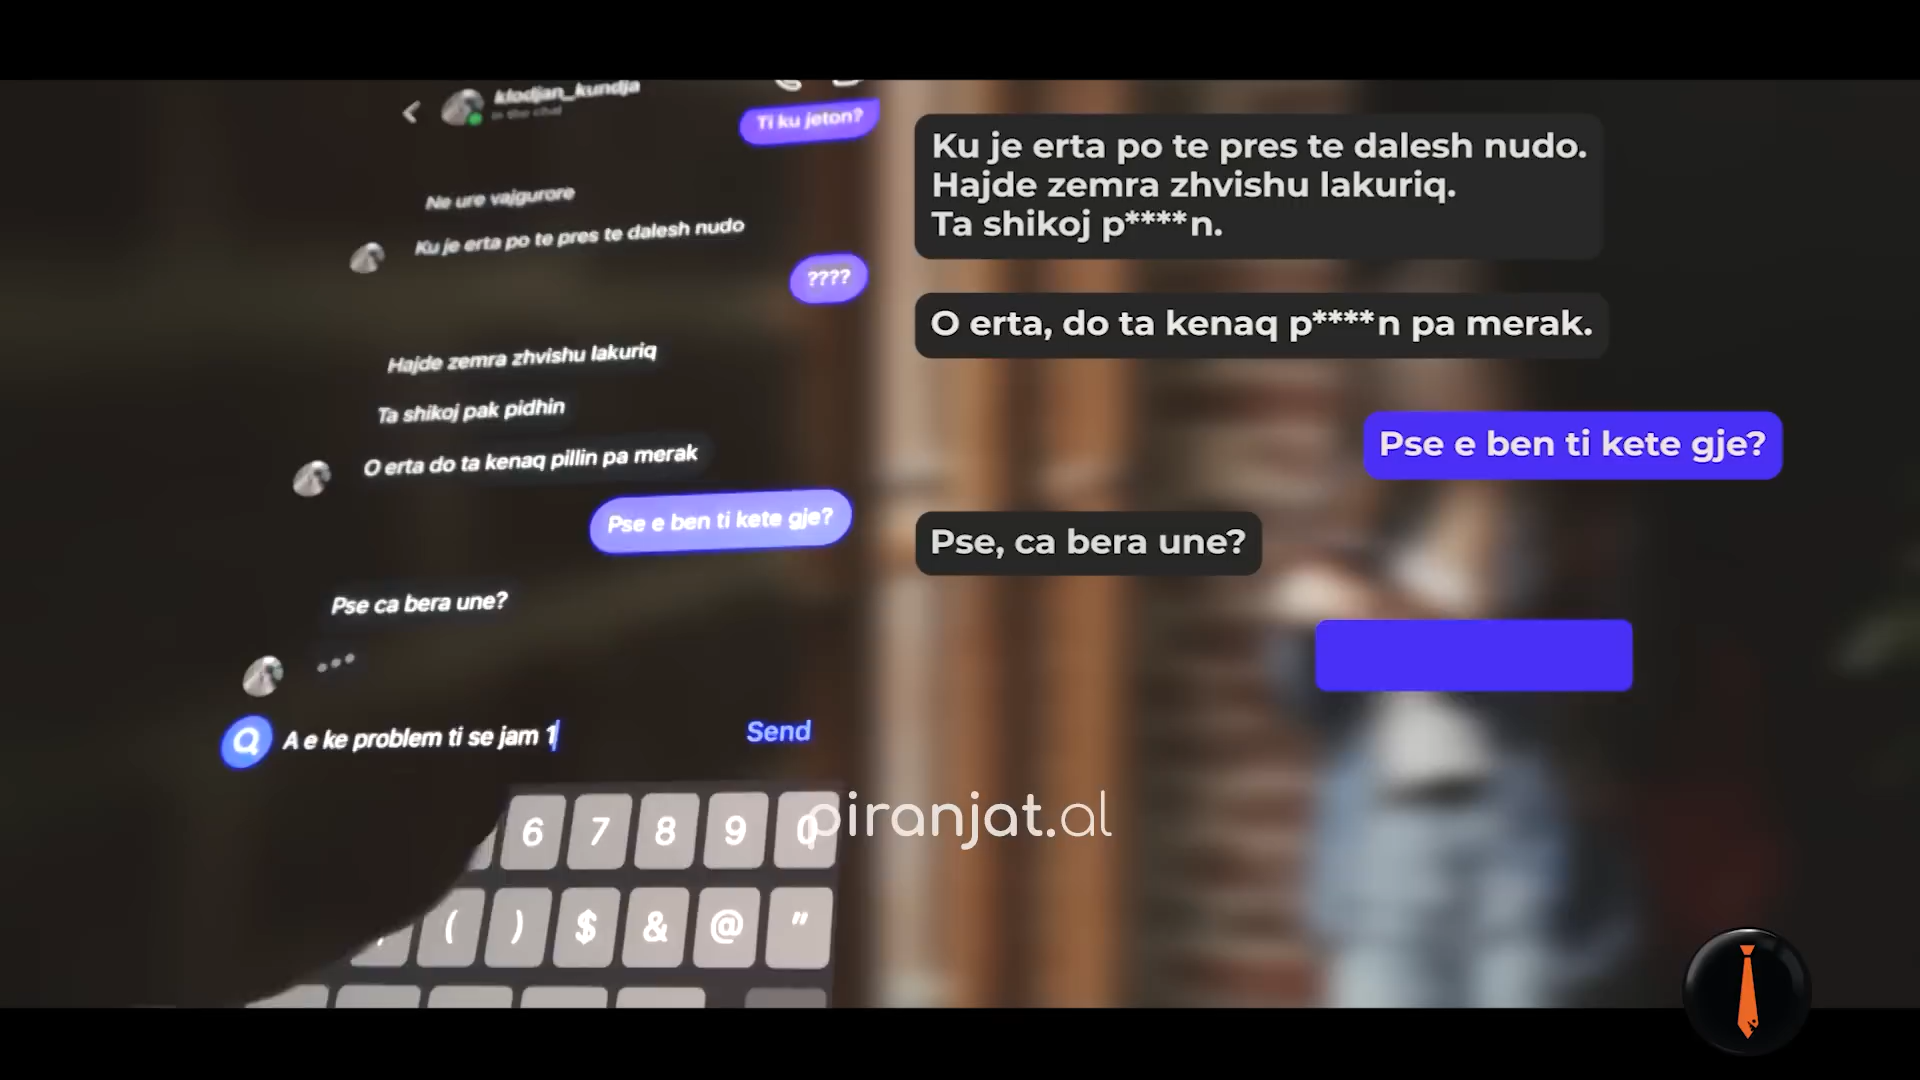 klodjan_kundja
in the chat
Ti ku jeton?
Ne ure vajgurore
Ku je erta po te pres te dalesh nudo
????
Hajde zemra zhvishu lakuriq
Ta shikoj pak pidhin
O erta do ta kenaq pillin pa merak
Pse e ben ti kete gje?
Pse ca bera une?
A e ke problem ti se jam 1
Send
6 7 8 9 0
( ) $ & @ "
Ku je erta po te pres te dalesh nudo.
Hajde zemra zhvishu lakuriq.
Ta shikoj p****n.
O erta, do ta kenaq p****n pa merak.
Pse e ben ti kete gje?
Pse, ca bera une?
piranjat.al